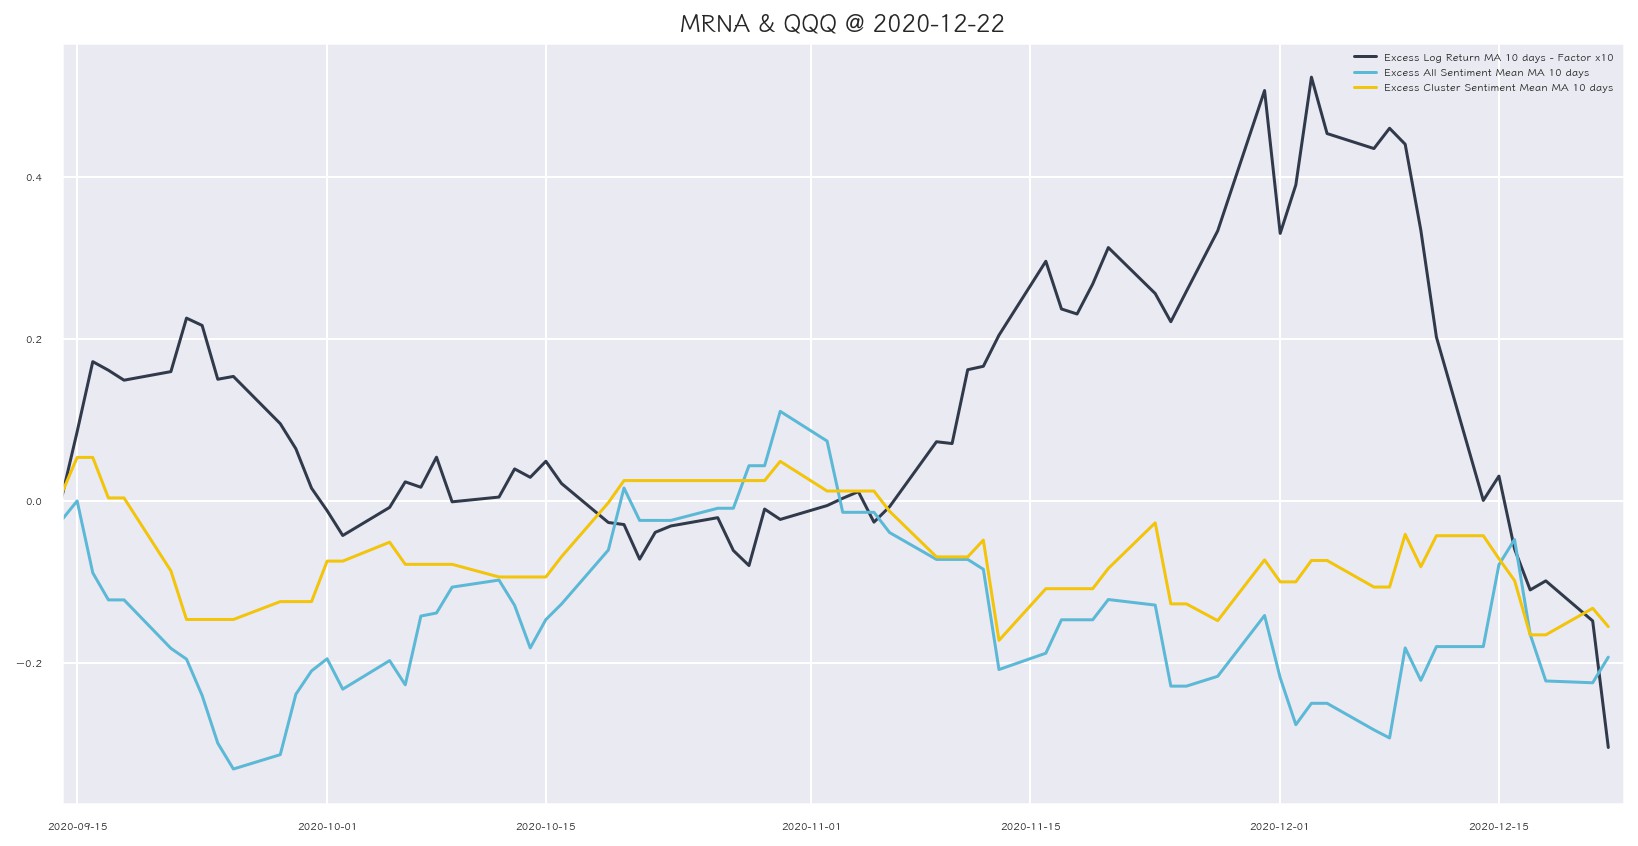 MRNA & QQQ @ 2020-12-22
Excess Log Return MA 10 days - Factor x10
Excess All Sentiment Mean MA 10 days
Excess Cluster Sentiment Mean MA 10 days
0.4
0.2
0.0
−0.2
2020-09-15 2020-10-01 2020-10-15 2020-11-01 2020-11-15 2020-12-01 2020-12-15